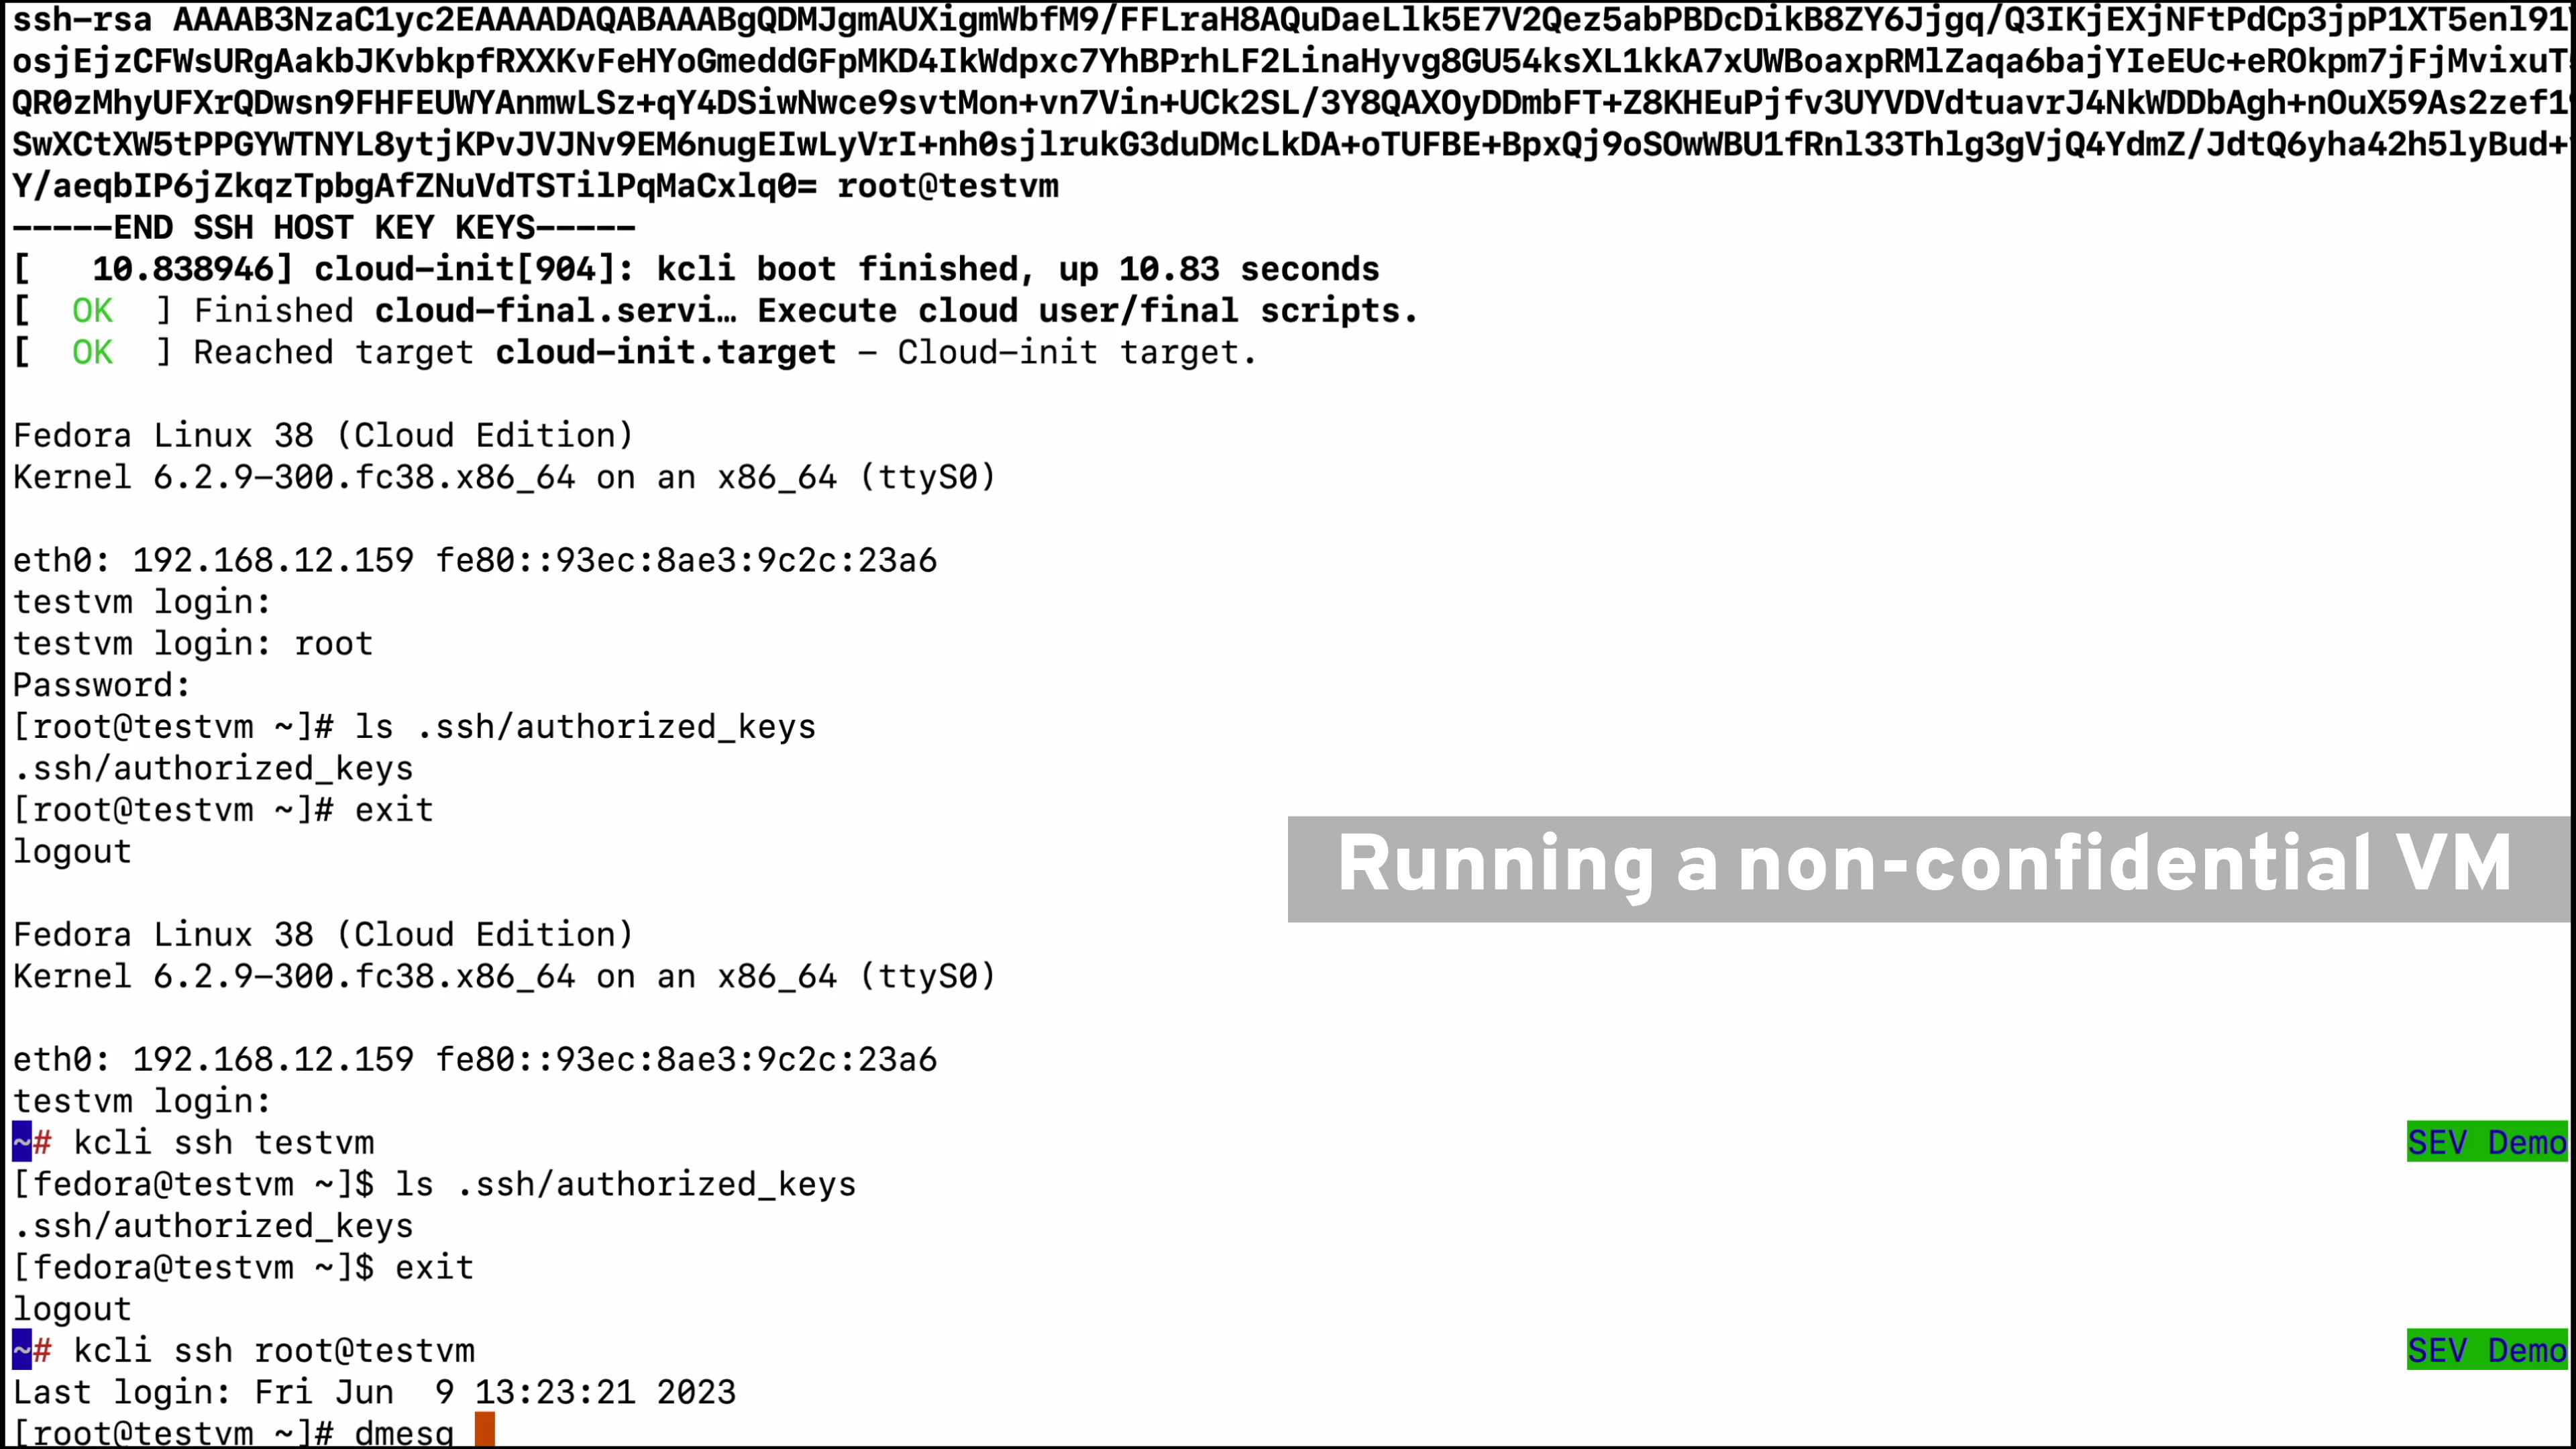 ssh-rsa AAAAB3NzaC1yc2EAAAADAQABAAABgQDMJgmAUXigmWbfM9/FFLraH8AQuDaeLlk5E7V2Qez5abPBDcDikB8ZY6Jjgq/Q3IKjEXjNFtPdCp3jpP1XT5enl91
osjEjzCFWsURgAakbJKvbkpfRXXKvFeHYoGmeddGFpMKD4IkWdpxc7YhBPrhLF2LinaHyvg8GU54ksXL1kkA7xUWBoaxpRMlZaqa6bajYIeEUc+eROkpm7jFjMvixuT
QR0zMhyUFXrQDwsn9FHFEUWYAnmwLSz+qY4DSiwNwce9svtMon+vn7Vin+UCk2SL/3Y8QAXOyDDmbFT+Z8KHEuPjfv3UYVDVdtuavrJ4NkWDDbAgh+nOuX59As2zef1
SwXCtXW5tPPGYWTNYL8ytjKPvJVJNv9EM6nugEIwLyVrI+nh0sjlrukG3duDMcLkDA+oTUFBE+BpxQj9oSOwWBU1fRnl33Thlg3gVjQ4YdmZ/JdtQ6yha42h5lyBud+
Y/aeqbIP6jZkqzTpbgAfZNuVdTSTilPqMaCxlq0= root@testvm
-----END SSH HOST KEY KEYS-----
[   10.838946] cloud-init[904]: kcli boot finished, up 10.83 seconds
[  OK  ] Finished cloud-final.servi… Execute cloud user/final scripts.
[  OK  ] Reached target cloud-init.target - Cloud-init target.
Fedora Linux 38 (Cloud Edition)
Kernel 6.2.9-300.fc38.x86_64 on an x86_64 (ttyS0)
eth0: 192.168.12.159 fe80::93ec:8ae3:9c2c:23a6
testvm login:
testvm login: root
Password:
[root@testvm ~]# ls .ssh/authorized_keys
.ssh/authorized_keys
[root@testvm ~]# exit
logout
Running a non-confidential VM
Fedora Linux 38 (Cloud Edition)
Kernel 6.2.9-300.fc38.x86_64 on an x86_64 (ttyS0)
eth0: 192.168.12.159 fe80::93ec:8ae3:9c2c:23a6
testvm login:
~# kcli ssh testvm SEV Demo
[fedora@testvm ~]$ ls .ssh/authorized_keys
.ssh/authorized_keys
[fedora@testvm ~]$ exit
logout
~# kcli ssh root@testvm SEV Demo
Last login: Fri Jun  9 13:23:21 2023
[root@testvm ~]# dmesg